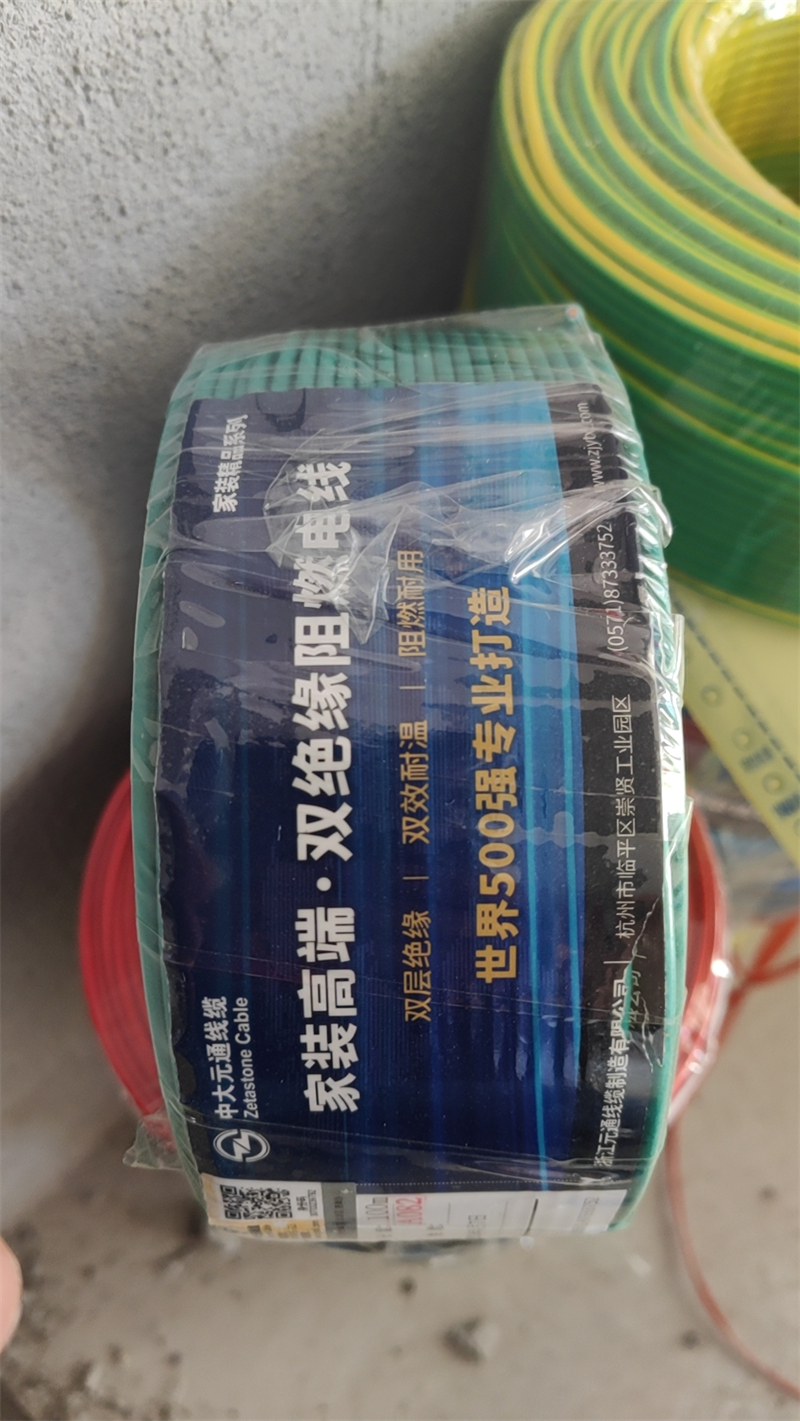 中大元通线缆
Zetastone Cable
家装精品系列
家装高端·双绝缘阻燃电线
双层绝缘 | 双效耐温 | 阻燃耐用
世界500强专业打造
浙江元通线缆制造有限公司 | 杭州市临平区崇贤工业园区 (0571)87333752
100m